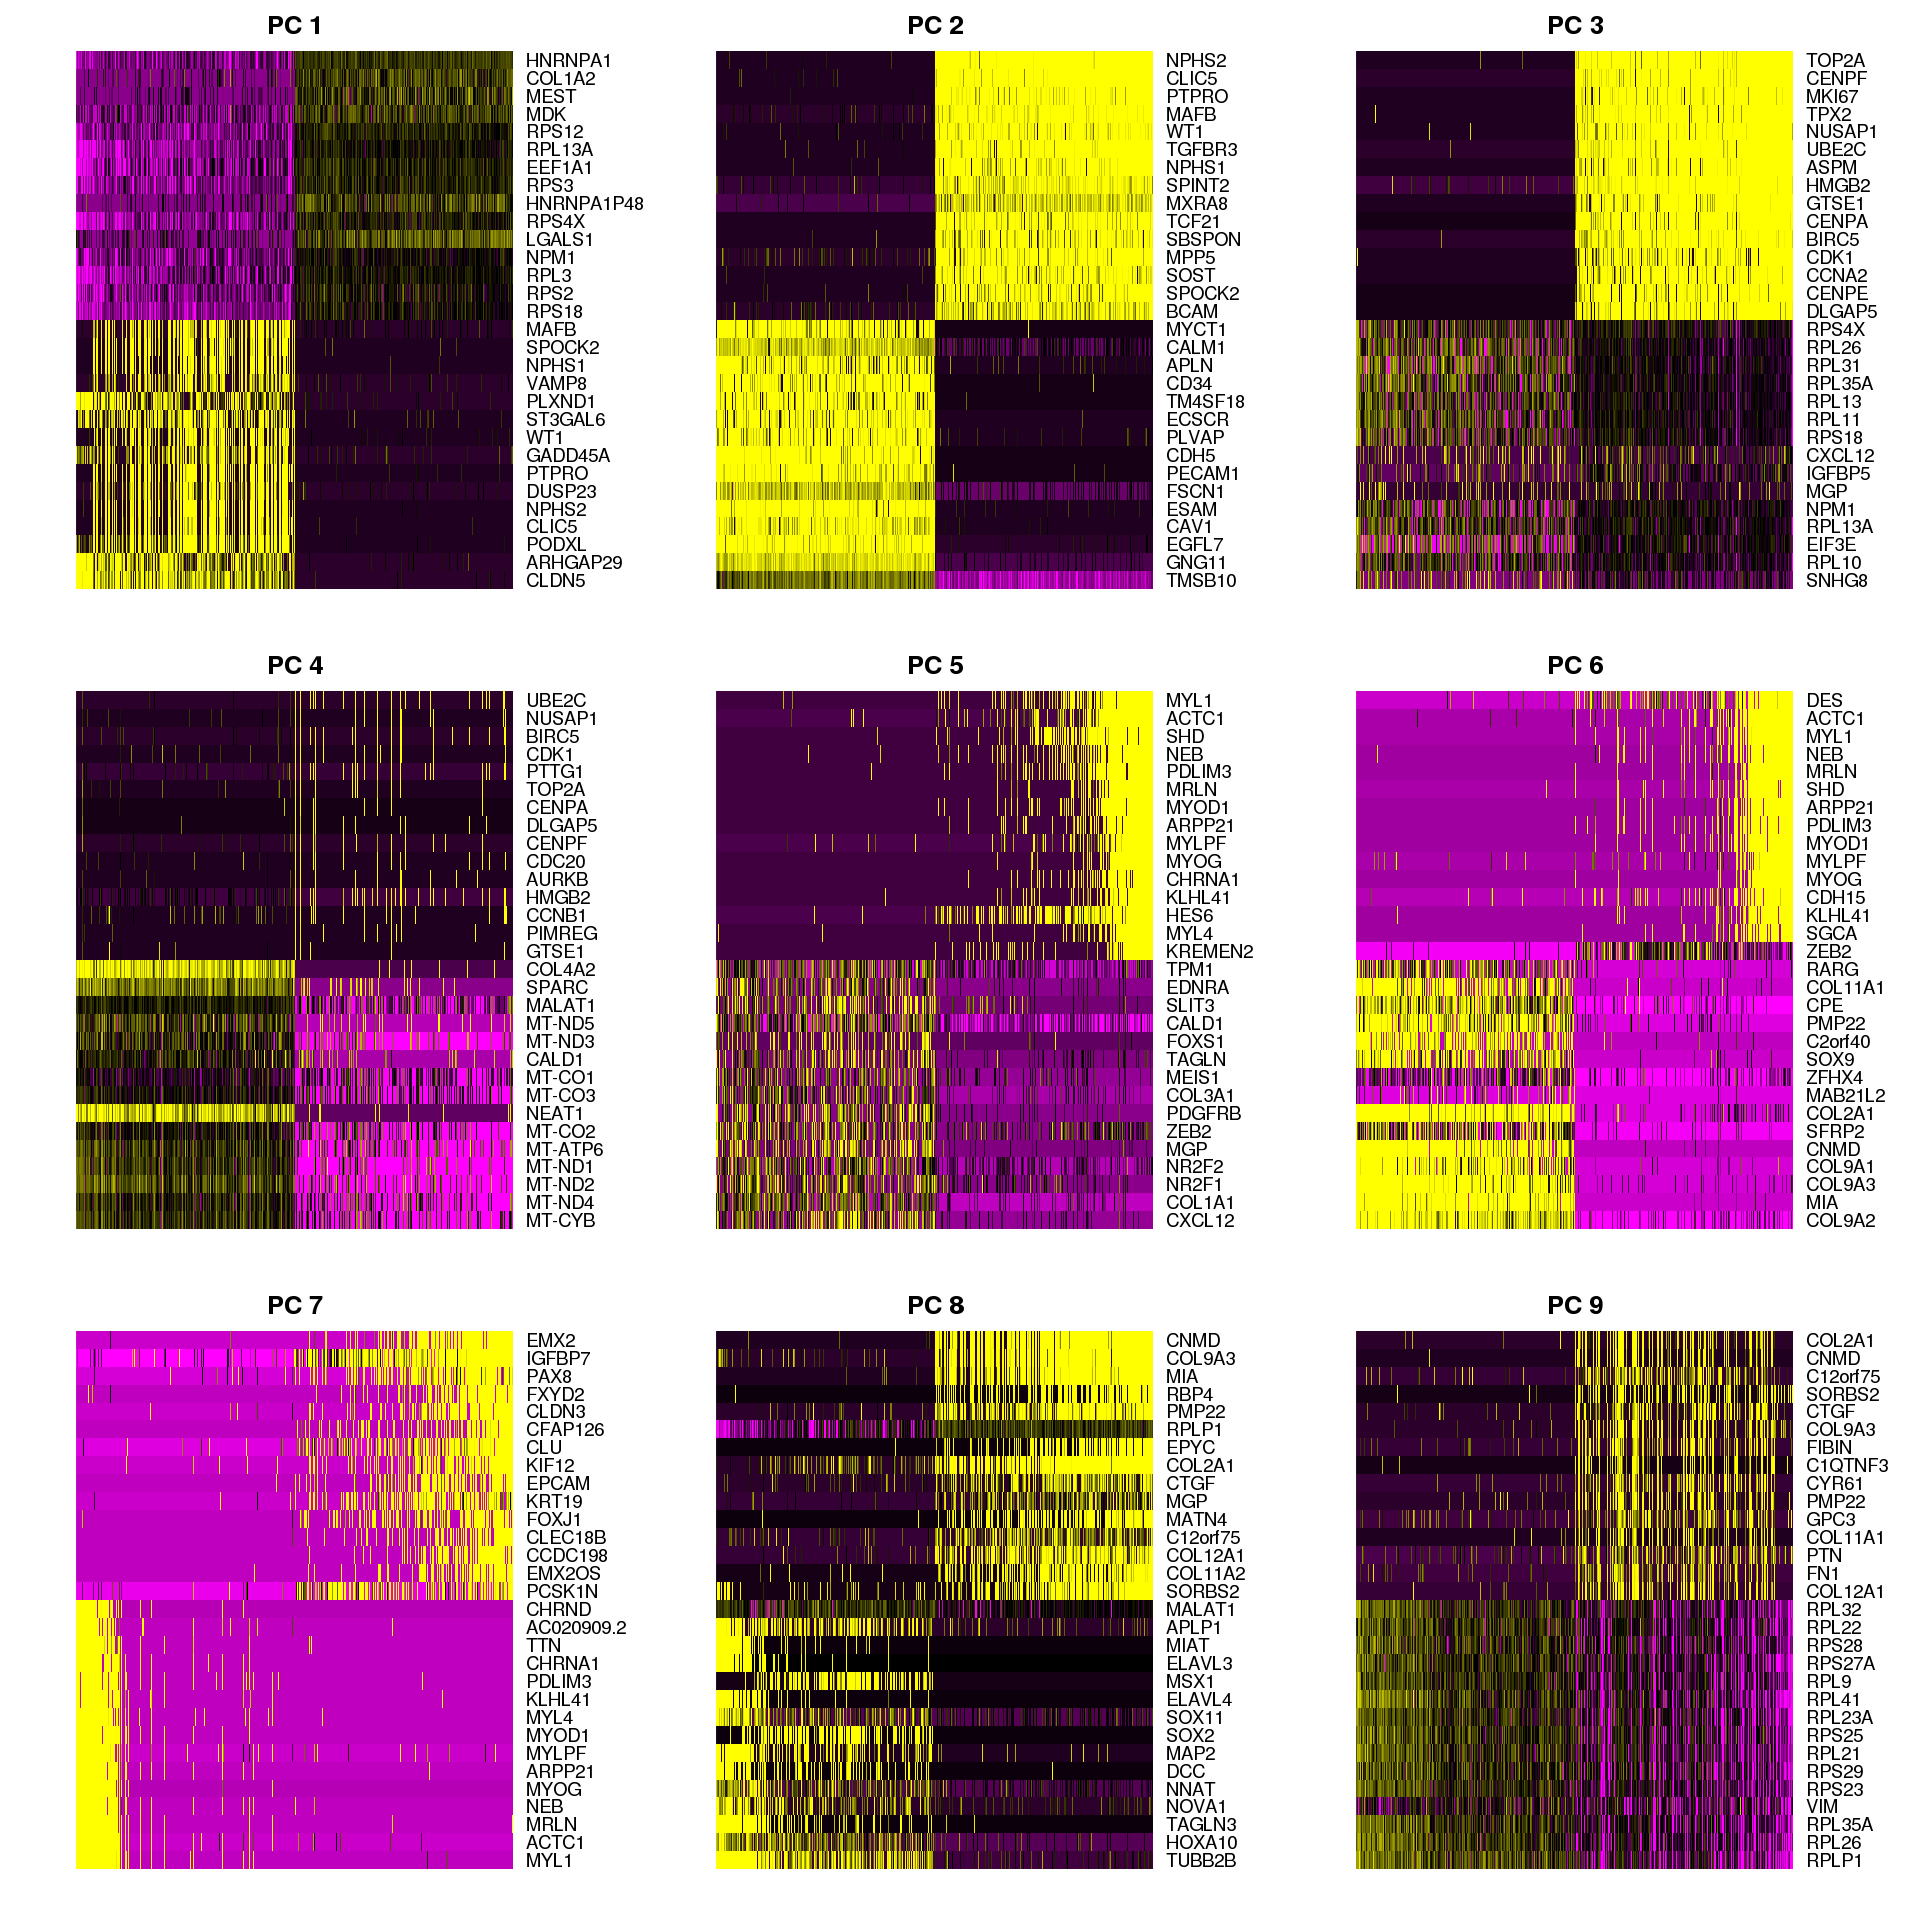 PC 1
HNRNPA1
COL1A2
MEST
MDK
RPS12
RPL13A
EEF1A1
RPS3
HNRNPA1P48
RPS4X
LGALS1
NPM1
RPL3
RPS2
RPS18
MAFB
SPOCK2
NPHS1
VAMP8
PLXND1
ST3GAL6
WT1
GADD45A
PTPRO
DUSP23
NPHS2
CLIC5
PODXL
ARHGAP29
CLDN5
PC 2
NPHS2
CLIC5
PTPRO
MAFB
WT1
TGFBR3
NPHS1
SPINT2
MXRA8
TCF21
SBSPON
MPP5
SOST
SPOCK2
BCAM
MYCT1
CALM1
APLN
CD34
TM4SF18
ECSCR
PLVAP
CDH5
PECAM1
FSCN1
ESAM
CAV1
EGFL7
GNG11
TMSB10
PC 3
TOP2A
CENPF
MKI67
TPX2
NUSAP1
UBE2C
ASPM
HMGB2
GTSE1
CENPA
BIRC5
CDK1
CCNA2
CENPE
DLGAP5
RPS4X
RPL26
RPL31
RPL35A
RPL13
RPL11
RPS18
CXCL12
IGFBP5
MGP
NPM1
RPL13A
EIF3E
RPL10
SNHG8
PC 4
UBE2C
NUSAP1
BIRC5
CDK1
PTTG1
TOP2A
CENPA
DLGAP5
CENPF
CDC20
AURKB
HMGB2
CCNB1
PIMREG
GTSE1
COL4A2
SPARC
MALAT1
MT-ND5
MT-ND3
CALD1
MT-CO1
MT-CO3
NEAT1
MT-CO2
MT-ATP6
MT-ND1
MT-ND2
MT-ND4
MT-CYB
PC 5
MYL1
ACTC1
SHD
NEB
PDLIM3
MRLN
MYOD1
ARPP21
MYLPF
MYOG
CHRNA1
KLHL41
HES6
MYL4
KREMEN2
TPM1
EDNRA
SLIT3
CALD1
FOXS1
TAGLN
MEIS1
COL3A1
PDGFRB
ZEB2
MGP
NR2F2
NR2F1
COL1A1
CXCL12
PC 6
DES
ACTC1
MYL1
NEB
MRLN
SHD
ARPP21
PDLIM3
MYOD1
MYLPF
MYOG
CDH15
KLHL41
SGCA
ZEB2
RARG
COL11A1
CPE
PMP22
C2orf40
SOX9
ZFHX4
MAB21L2
COL2A1
SFRP2
CNMD
COL9A1
COL9A3
MIA
COL9A2
PC 7
EMX2
IGFBP7
PAX8
FXYD2
CLDN3
CFAP126
CLU
KIF12
EPCAM
KRT19
FOXJ1
CLEC18B
CCDC198
EMX2OS
PCSK1N
CHRND
AC020909.2
TTN
CHRNA1
PDLIM3
KLHL41
MYL4
MYOD1
MYLPF
ARPP21
MYOG
NEB
MRLN
ACTC1
MYL1
PC 8
CNMD
COL9A3
MIA
RBP4
PMP22
RPLP1
EPYC
COL2A1
CTGF
MGP
MATN4
C12orf75
COL12A1
COL11A2
SORBS2
MALAT1
APLP1
MIAT
ELAVL3
MSX1
ELAVL4
SOX11
SOX2
MAP2
DCC
NNAT
NOVA1
TAGLN3
HOXA10
TUBB2B
PC 9
COL2A1
CNMD
C12orf75
SORBS2
CTGF
COL9A3
FIBIN
C1QTNF3
CYR61
PMP22
GPC3
COL11A1
PTN
FN1
COL12A1
RPL32
RPL22
RPS28
RPS27A
RPL9
RPL41
RPL23A
RPS25
RPL21
RPS29
RPS23
VIM
RPL35A
RPL26
RPLP1